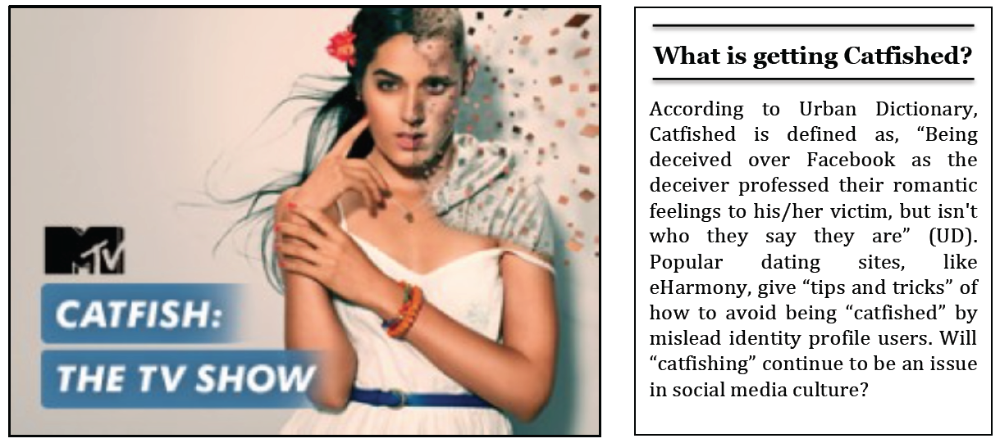 MTV
CATFISH:
THE TV SHOW
What is getting Catfished?
According to Urban Dictionary,
Catfished is defined as, “Being
deceived over Facebook as the
deceiver professed their romantic
feelings to his/her victim, but isn't
who they say they are” (UD).
Popular dating sites, like
eHarmony, give “tips and tricks” of
how to avoid being “catfished” by
mislead identity profile users. Will
“catfishing” continue to be an issue
in social media culture?